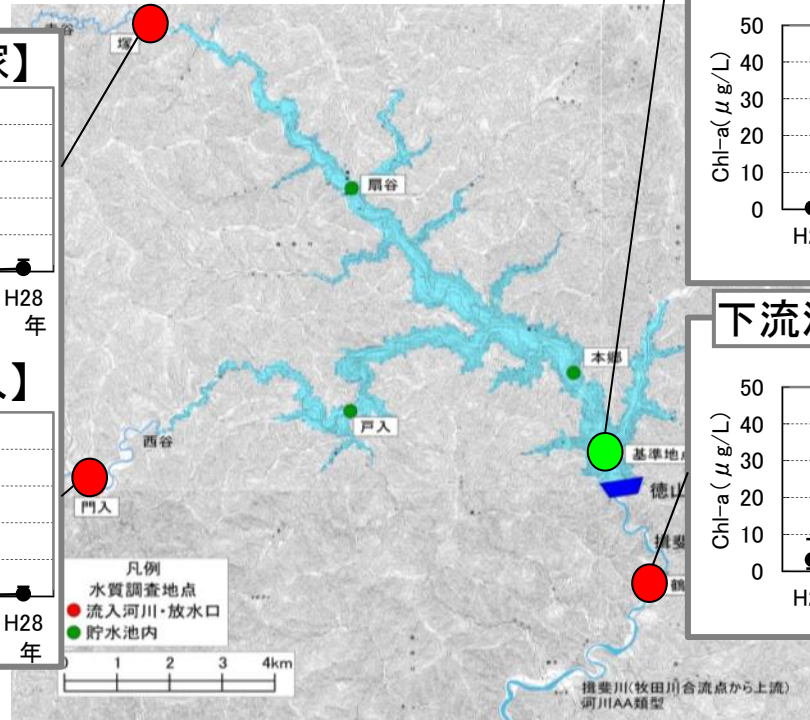 塚
扇谷
本郷
戸入
西谷
門入
基準地
徳山
揖斐
凡例
水質調査地点
流入河川・放水口
貯水池内
0 1 2 3 4km
揖斐川(牧田川合流点から上流)
河川AA類型
】
H28
年
】
H28
年
Chl-a(μg/L)
50
40
30
20
10
0
下流
Chl-a(μg/L)
50
40
30
20
10
0